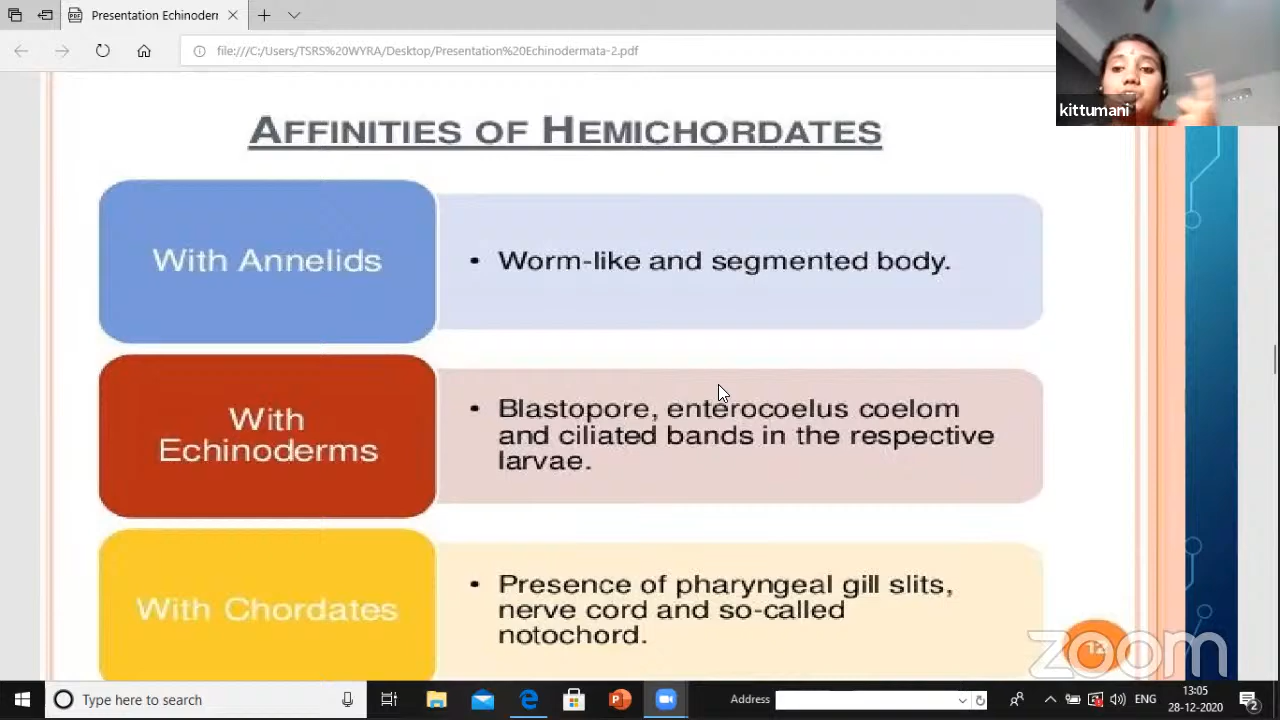 Presentation Echinoderr
file:///C:/Users/TSRS%20WYRA/Desktop/Presentation%20Echinodermata-2.pdf
kittumani
AFFINITIES OF HEMICHORDATES
With Annelids
• Worm-like and segmented body.
With
Echinoderms
• Blastopore, enterocoelus coelom
and ciliated bands in the respective
larvae.
With Chordates
• Presence of pharyngeal gill slits,
nerve cord and so-called
notochord.
12
zoom
Type here to search
Address
ENG
13:05
28-12-2020
2